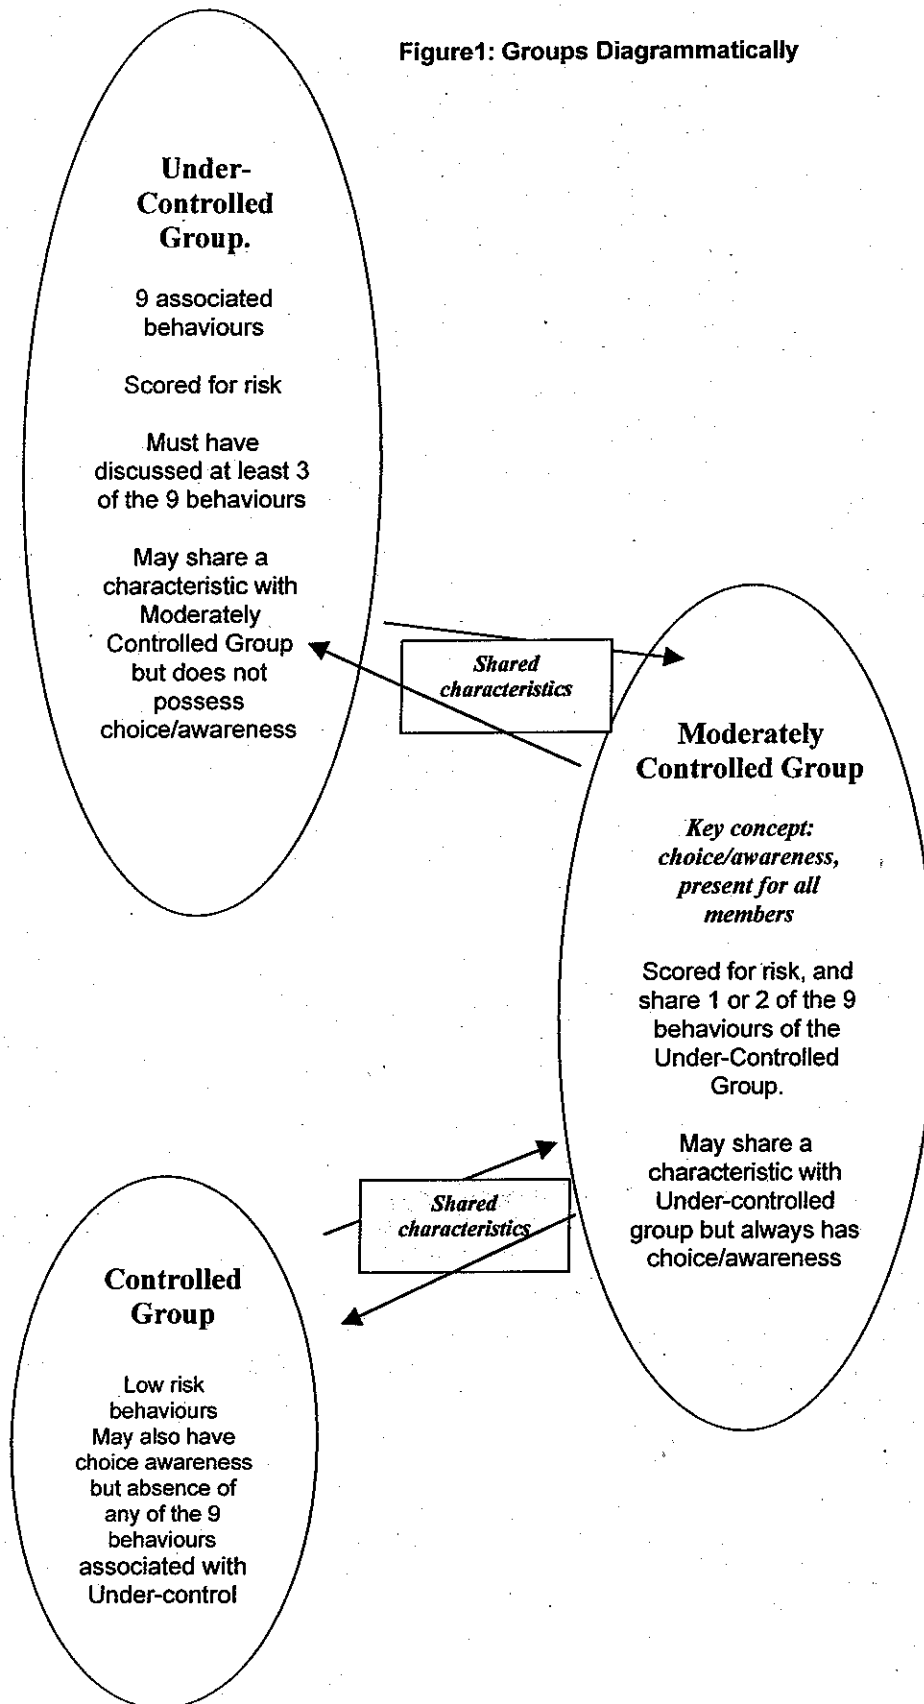 Figure1: Groups Diagrammatically
Under-
Controlled
Group.
9 associated
behaviours
Scored for risk
Must have
discussed at least 3
of the 9 behaviours
May share a
characteristic with
Moderately
Controlled Group
but does not
possess
choice/awareness
Shared
characteristics
Moderately
Controlled Group
Key concept:
choice/awareness,
present for all
members
Scored for risk, and
share 1 or 2 of the 9
behaviours of the
Under-Controlled
Group.
May share a
characteristic with
Under-controlled
group but always has
choice/awareness
Shared
characteristics
Controlled
Group
Low risk
behaviours
May also have
choice awareness
but absence of
any of the 9
behaviours
associated with
Under-control